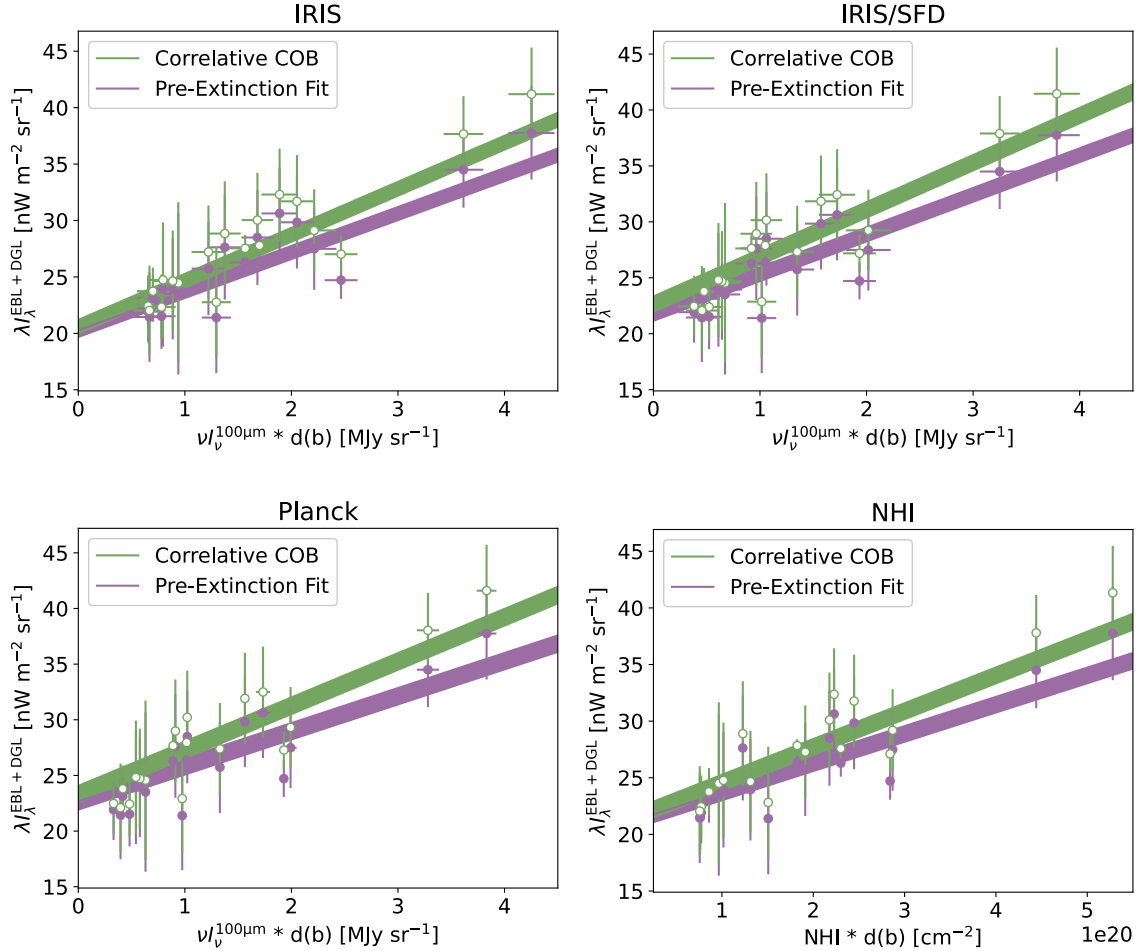 IRIS
Correlative COB
Pre-Extinction Fit
45
40
35
30
25
20
15
λI_λ^{EBL+DGL} [nW m⁻² sr⁻¹]
0 1 2 3 4
νI_ν^{100μm} * d(b) [MJy sr⁻¹]
IRIS/SFD
Correlative COB
Pre-Extinction Fit
45
40
35
30
25
20
15
λI_λ^{EBL+DGL} [nW m⁻² sr⁻¹]
0 1 2 3 4
νI_ν^{100μm} * d(b) [MJy sr⁻¹]
Planck
Correlative COB
Pre-Extinction Fit
45
40
35
30
25
20
15
λI_λ^{EBL+DGL} [nW m⁻² sr⁻¹]
0 1 2 3 4
νI_ν^{100μm} * d(b) [MJy sr⁻¹]
NHI
Correlative COB
Pre-Extinction Fit
45
40
35
30
25
20
15
λI_λ^{EBL+DGL} [nW m⁻² sr⁻¹]
1 2 3 4 5
NHI * d(b) [cm⁻²]
1e20